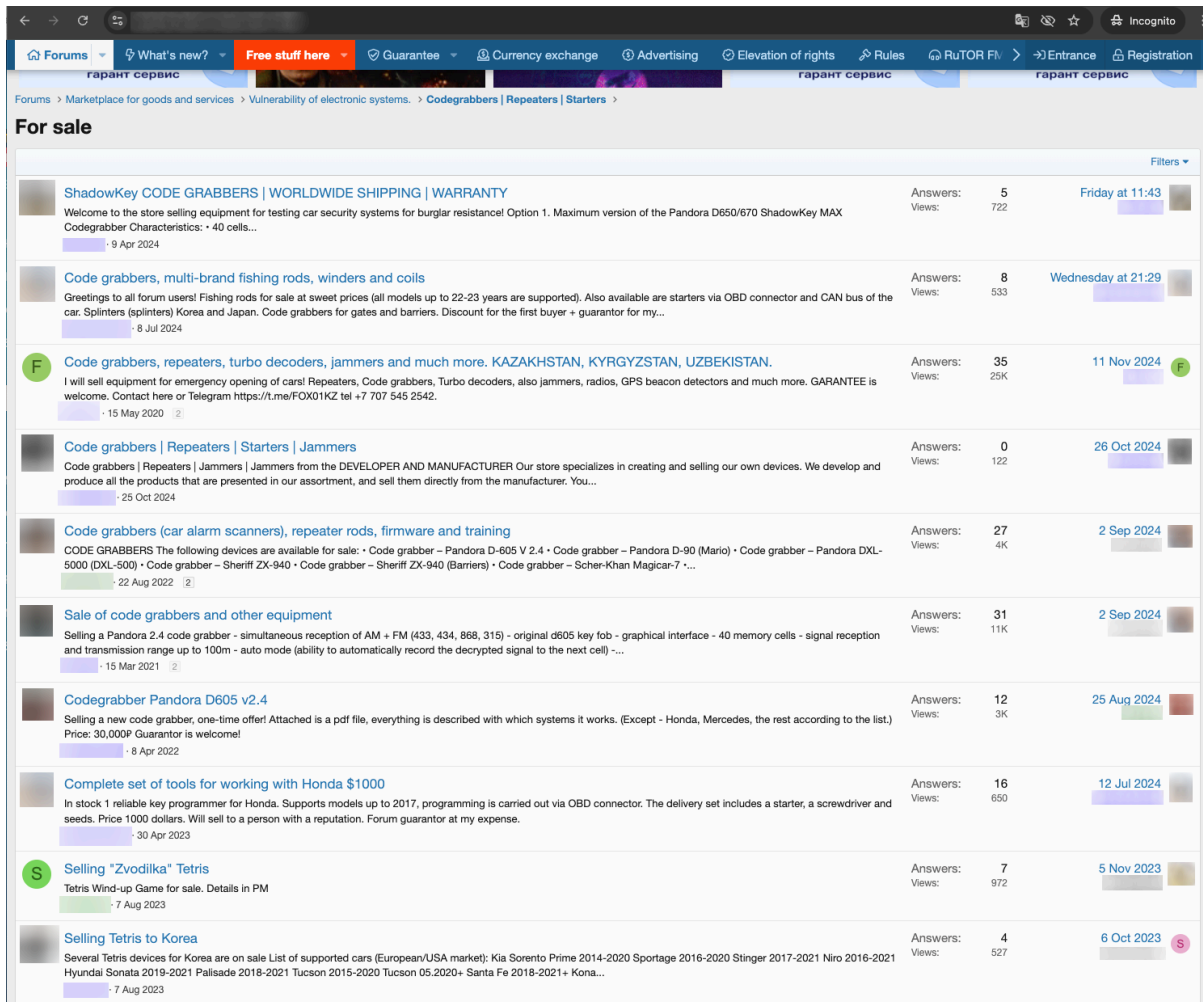 Incognito
Forums
What's new?
Free stuff here
Guarantee
Currency exchange
Advertising
Elevation of rights
Rules
RuTOR FM
Entrance
Registration
гарант сервис
гарант сервис
гарант сервис
Forums > Marketplace for goods and services > Vulnerability of electronic systems. > Codegrabbers | Repeaters | Starters >
For sale
Filters
ShadowKey CODE GRABBERS | WORLDWIDE SHIPPING | WARRANTY
Welcome to the store selling equipment for testing car security systems for burglar resistance! Option 1. Maximum version of the Pandora D650/670 ShadowKey MAX
Codegrabber Characteristics: • 40 cells...
· 9 Apr 2024
Answers: 5
Views: 722
Friday at 11:43
Code grabbers, multi-brand fishing rods, winders and coils
Greetings to all forum users! Fishing rods for sale at sweet prices (all models up to 22-23 years are supported). Also available are starters via OBD connector and CAN bus of the
car. Splinters (splinters) Korea and Japan. Code grabbers for gates and barriers. Discount for the first buyer + guarantor for my...
· 8 Jul 2024
Answers: 8
Views: 533
Wednesday at 21:29
F
Code grabbers, repeaters, turbo decoders, jammers and much more. KAZAKHSTAN, KYRGYZSTAN, UZBEKISTAN.
I will sell equipment for emergency opening of cars! Repeaters, Code grabbers, Turbo decoders, also jammers, radios, GPS beacon detectors and much more. GARANTEE is
welcome. Contact here or Telegram https://t.me/FOX01KZ tel +7 707 545 2542.
· 15 May 2020 2
Answers: 35
Views: 25K
11 Nov 2024
F
Code grabbers | Repeaters | Starters | Jammers
Code grabbers | Repeaters | Jammers | Jammers from the DEVELOPER AND MANUFACTURER Our store specializes in creating and selling our own devices. We develop and
produce all the products that are presented in our assortment, and sell them directly from the manufacturer. You...
· 25 Oct 2024
Answers: 0
Views: 122
26 Oct 2024
Code grabbers (car alarm scanners), repeater rods, firmware and training
CODE GRABBERS The following devices are available for sale: • Code grabber – Pandora D-605 V 2.4 • Code grabber – Pandora D-90 (Mario) • Code grabber – Pandora DXL-
5000 (DXL-500) • Code grabber – Sheriff ZX-940 • Code grabber – Sheriff ZX-940 (Barriers) • Code grabber – Scher-Khan Magicar-7 •...
· 22 Aug 2022 2
Answers: 27
Views: 4K
2 Sep 2024
Sale of code grabbers and other equipment
Selling a Pandora 2.4 code grabber - simultaneous reception of AM + FM (433, 434, 868, 315) - original d605 key fob - graphical interface - 40 memory cells - signal reception
and transmission range up to 100m - auto mode (ability to automatically record the decrypted signal to the next cell) -...
· 15 Mar 2021 2
Answers: 31
Views: 11K
2 Sep 2024
Codegrabber Pandora D605 v2.4
Selling a new code grabber, one-time offer! Attached is a pdf file, everything is described with which systems it works. (Except - Honda, Mercedes, the rest according to the list.)
Price: 30,000₽ Guarantor is welcome!
· 8 Apr 2022
Answers: 12
Views: 3K
25 Aug 2024
Complete set of tools for working with Honda $1000
In stock 1 reliable key programmer for Honda. Supports models up to 2017, programming is carried out via OBD connector. The delivery set includes a starter, a screwdriver and
seeds. Price 1000 dollars. Will sell to a person with a reputation. Forum guarantor at my expense.
· 30 Apr 2023
Answers: 16
Views: 650
12 Jul 2024
S
Selling "Zvodilka" Tetris
Tetris Wind-up Game for sale. Details in PM
· 7 Aug 2023
Answers: 7
Views: 972
5 Nov 2023
Selling Tetris to Korea
Several Tetris devices for Korea are on sale List of supported cars (European/USA market): Kia Sorento Prime 2014-2020 Sportage 2016-2020 Stinger 2017-2021 Niro 2016-2021
Hyundai Sonata 2019-2021 Palisade 2018-2021 Tucson 2015-2020 Tucson 05.2020+ Santa Fe 2018-2021+ Kona...
· 7 Aug 2023
Answers: 4
Views: 527
6 Oct 2023
S